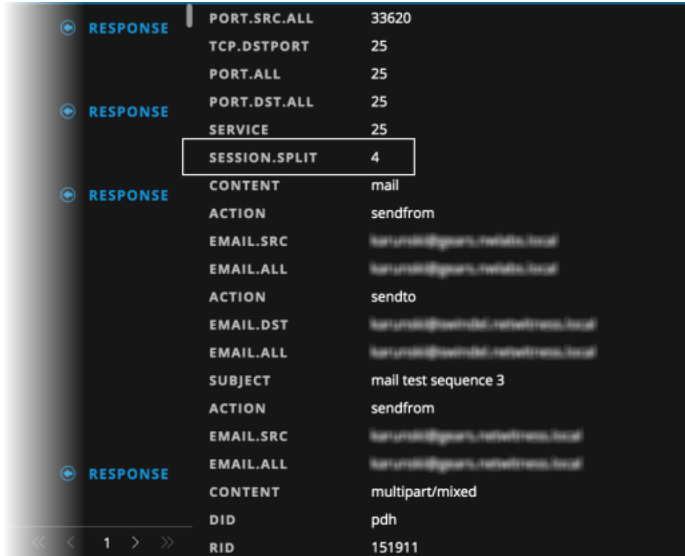 PORT.SRC.ALL 33620
RESPONSE
TCP.DSTPORT 25
PORT.ALL 25
PORT.DST.ALL 25
RESPONSE
SERVICE 25
SESSION.SPLIT 4
CONTENT mail
RESPONSE
ACTION sendfrom
EMAIL.SRC
EMAIL.ALL
ACTION sendto
EMAIL.DST
EMAIL.ALL
SUBJECT mail test sequence 3
ACTION sendfrom
EMAIL.SRC
EMAIL.ALL
RESPONSE
CONTENT multipart/mixed
DID pdh
1
RID 151911